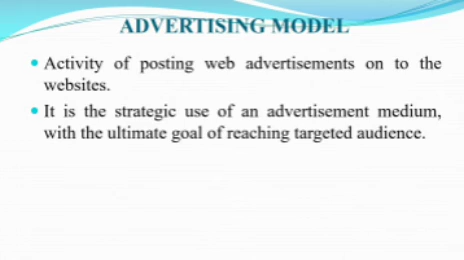 ADVERTISING MODEL
Activity of posting web advertisements on to the
websites.
It is the strategic use of an advertisement medium,
with the ultimate goal of reaching targeted audience.